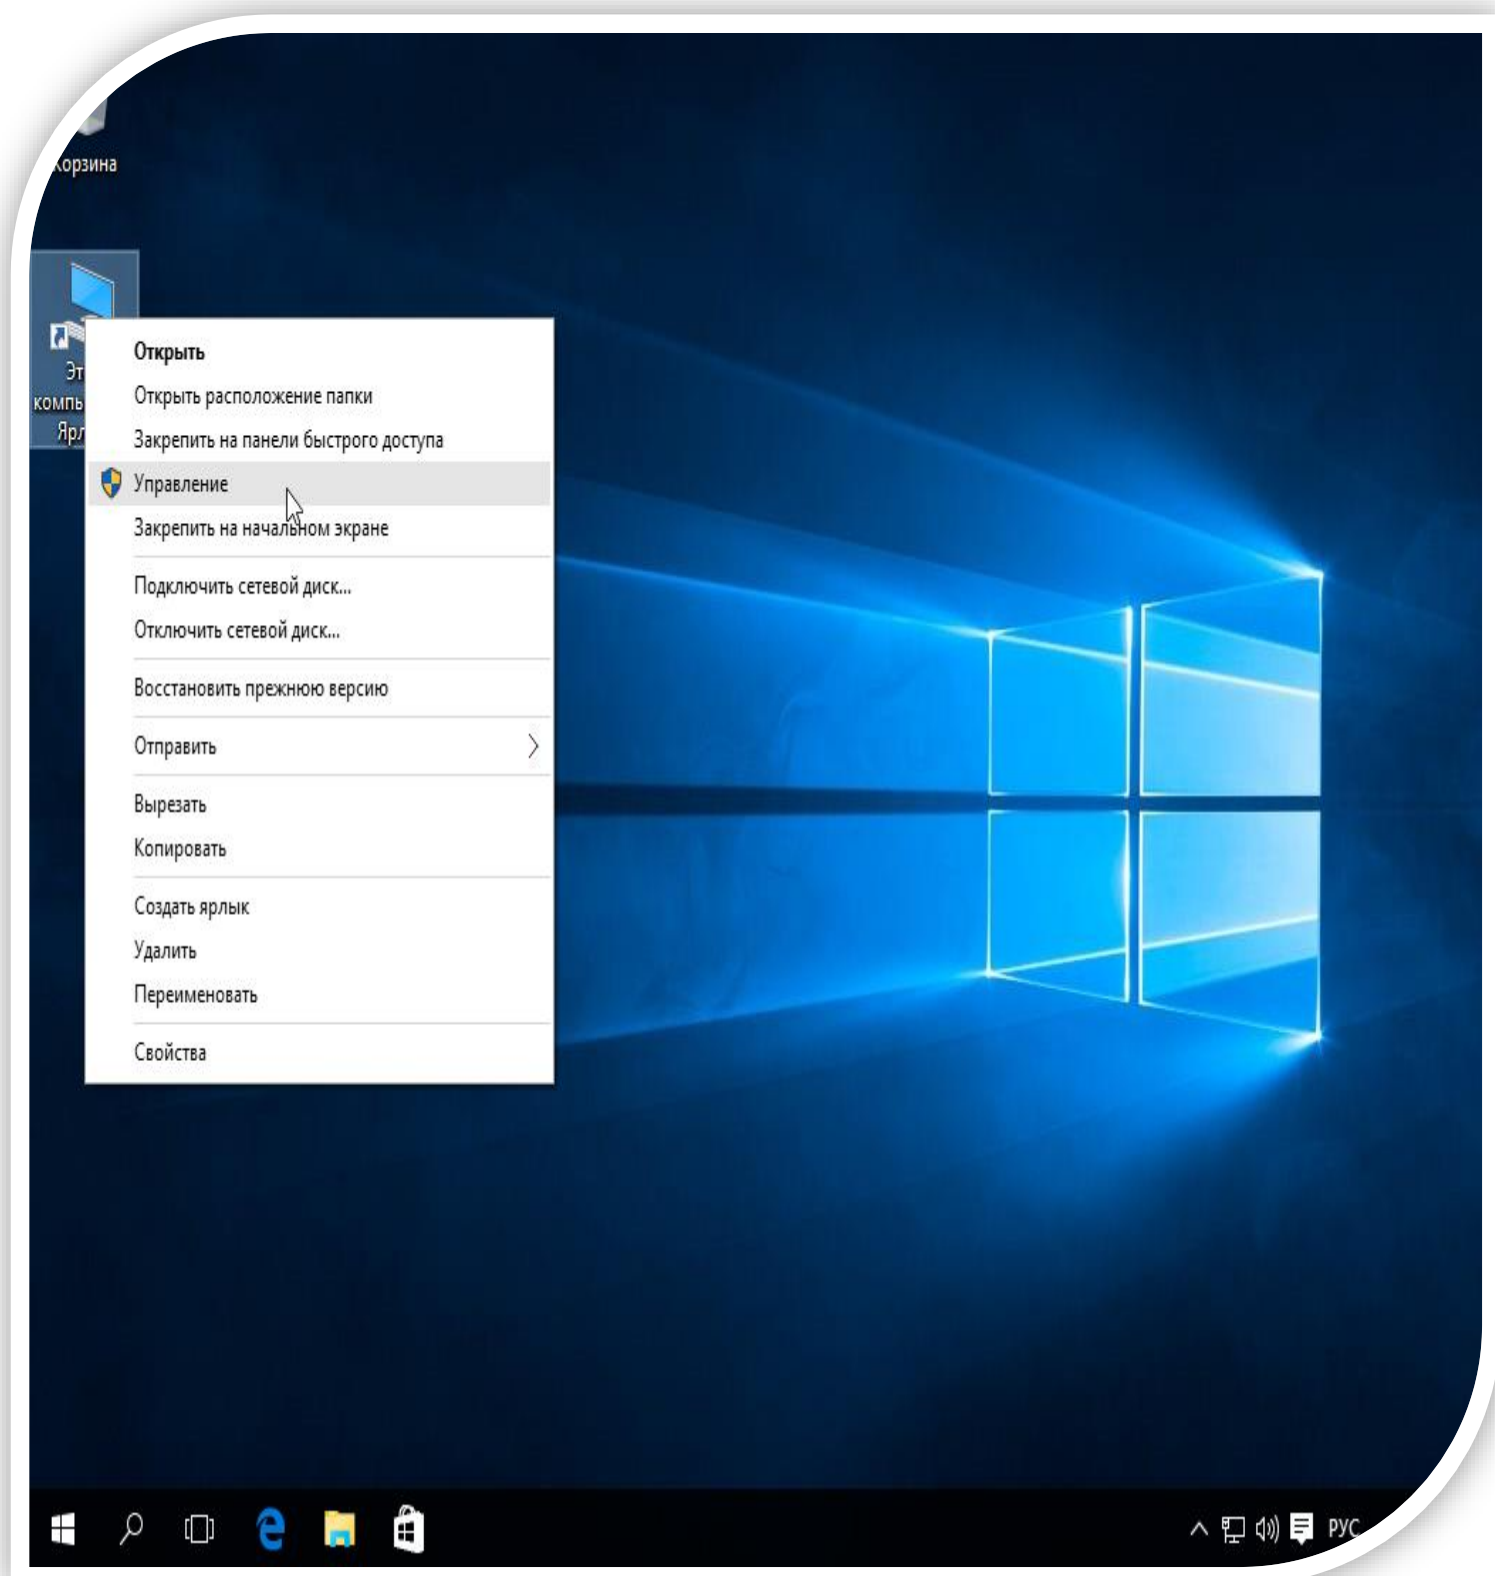 Корзина
Открыть
Открыть расположение папки
Закрепить на панели быстрого доступа
Управление
Закрепить на начальном экране
Подключить сетевой диск...
Отключить сетевой диск...
Восстановить прежнюю версию
Отправить
Вырезать
Копировать
Создать ярлык
Удалить
Переименовать
Свойства
РУС